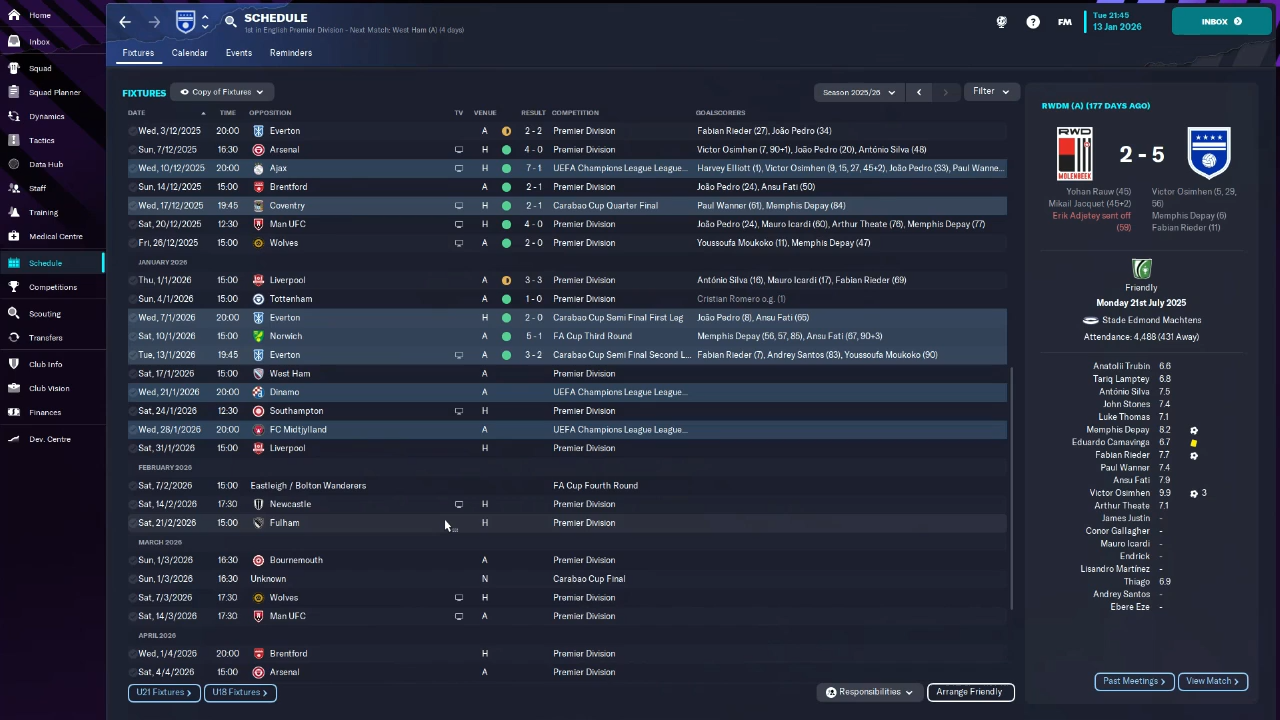 Home
Inbox
Squad
Squad Planner
Dynamics
Tactics
Data Hub
Staff
Training
Medical Centre
Schedule
Competitions
Scouting
Transfers
Club Info
Club Vision
Finances
Dev. Centre
SCHEDULE
1st in English Premier Division - Next Match: West Ham (A) (4 days)
FM
Tue 21:45
13 Jan 2026
INBOX
Fixtures Calendar Events Reminders
FIXTURES Copy of Fixtures Season 2025/26 Filter
DATE TIME OPPOSITION TV VENUE RESULT COMPETITION GOALSCORERS
Wed, 3/12/2025 20:00 Everton A 2 - 2 Premier Division Fabian Rieder (27), João Pedro (34)
Sun, 7/12/2025 16:30 Arsenal H 4 - 0 Premier Division Victor Osimhen (7, 90+1), João Pedro (20), António Silva (48)
Wed, 10/12/2025 20:00 Ajax H 7 - 1 UEFA Champions League League... Harvey Elliott (1), Victor Osimhen (9, 15, 27, 45+2), João Pedro (33), Paul Wanne...
Sun, 14/12/2025 15:00 Brentford A 2 - 1 Premier Division João Pedro (24), Ansu Fati (50)
Wed, 17/12/2025 19:45 Coventry H 2 - 1 Carabao Cup Quarter Final Paul Wanner (61), Memphis Depay (84)
Sat, 20/12/2025 12:30 Man UFC H 4 - 0 Premier Division João Pedro (24), Mauro Icardi (60), Arthur Theate (76), Memphis Depay (77)
Fri, 26/12/2025 15:00 Wolves A 2 - 0 Premier Division Youssoufa Moukoko (11), Memphis Depay (47)
JANUARY 2026
Thu, 1/1/2026 15:00 Liverpool A 3 - 3 Premier Division António Silva (16), Mauro Icardi (17), Fabian Rieder (69)
Sun, 4/1/2026 15:00 Tottenham A 1 - 0 Premier Division Cristian Romero o.g. (1)
Wed, 7/1/2026 20:00 Everton H 2 - 0 Carabao Cup Semi Final First Leg João Pedro (8), Ansu Fati (65)
Sat, 10/1/2026 15:00 Norwich A 5 - 1 FA Cup Third Round Memphis Depay (56, 57, 85), Ansu Fati (67, 90+3)
Tue, 13/1/2026 19:45 Everton A 3 - 2 Carabao Cup Semi Final Second L... Fabian Rieder (7), Andrey Santos (83), Youssoufa Moukoko (90)
Sat, 17/1/2026 15:00 West Ham A Premier Division
Wed, 21/1/2026 20:00 Dinamo A UEFA Champions League League...
Sat, 24/1/2026 12:30 Southampton H Premier Division
Wed, 28/1/2026 20:00 FC Midtjylland A UEFA Champions League League...
Sat, 31/1/2026 15:00 Liverpool H Premier Division
FEBRUARY 2026
Sat, 7/2/2026 15:00 Eastleigh / Bolton Wanderers FA Cup Fourth Round
Sat, 14/2/2026 17:30 Newcastle H Premier Division
Sat, 21/2/2026 15:00 Fulham H Premier Division
MARCH 2026
Sun, 1/3/2026 16:30 Bournemouth A Premier Division
Sun, 1/3/2026 16:30 Unknown N Carabao Cup Final
Sat, 7/3/2026 17:30 Wolves H Premier Division
Sat, 14/3/2026 17:30 Man UFC A Premier Division
APRIL 2026
Wed, 1/4/2026 20:00 Brentford H Premier Division
Sat, 4/4/2026 15:00 Arsenal A Premier Division
U21 Fixtures U18 Fixtures Responsibilities Arrange Friendly
RWDM (A) (177 DAYS AGO)
RWD
MOLENBEEK
2 - 5
Yohan Rauw (45) Victor Osimhen (5, 29,
Mikail Jacquet (45+2) 56)
Erik Adjetey sent off Memphis Depay (6)
(59) Fabian Rieder (11)
Friendly
Monday 21st July 2025
Stade Edmond Machtens
Attendance: 4,488 (431 Away)
Anatolii Trubin 6.6
Tariq Lamptey 6.8
António Silva 7.5
John Stones 7.4
Luke Thomas 7.1
Memphis Depay 8.2
Eduardo Camavinga 6.7
Fabian Rieder 7.7
Paul Wanner 7.4
Ansu Fati 7.9
Victor Osimhen 9.9 3
Arthur Theate 7.1
James Justin -
Conor Gallagher -
Mauro Icardi -
Endrick -
Lisandro Martínez -
Thiago 6.9
Andrey Santos -
Ebere Eze -
Past Meetings View Match